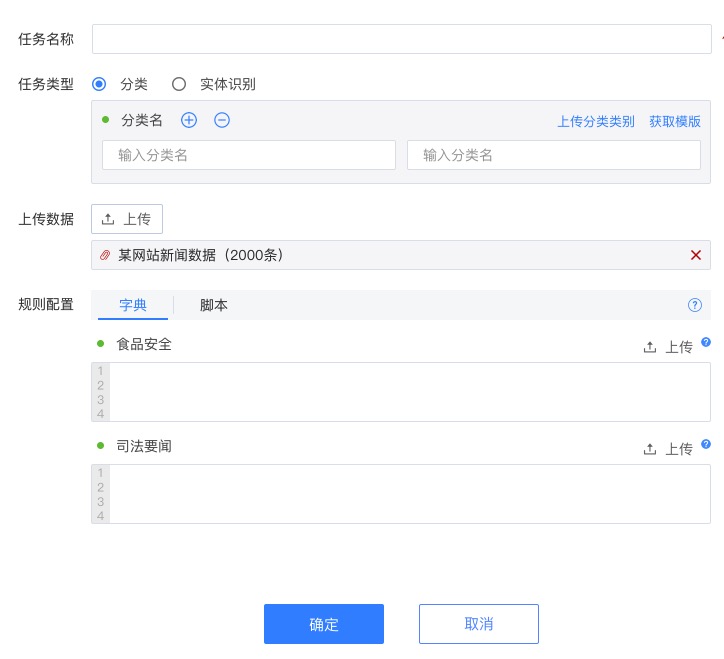 任务名称
任务类型 分类 实体识别
分类名 上传分类类别 获取模版
输入分类名 输入分类名
上传数据 上传
某网站新闻数据（2000条）
规则配置 字典 脚本 ?
食品安全 上传 ?
1
2
3
4
司法要闻 上传 ?
1
2
3
4
确定 取消